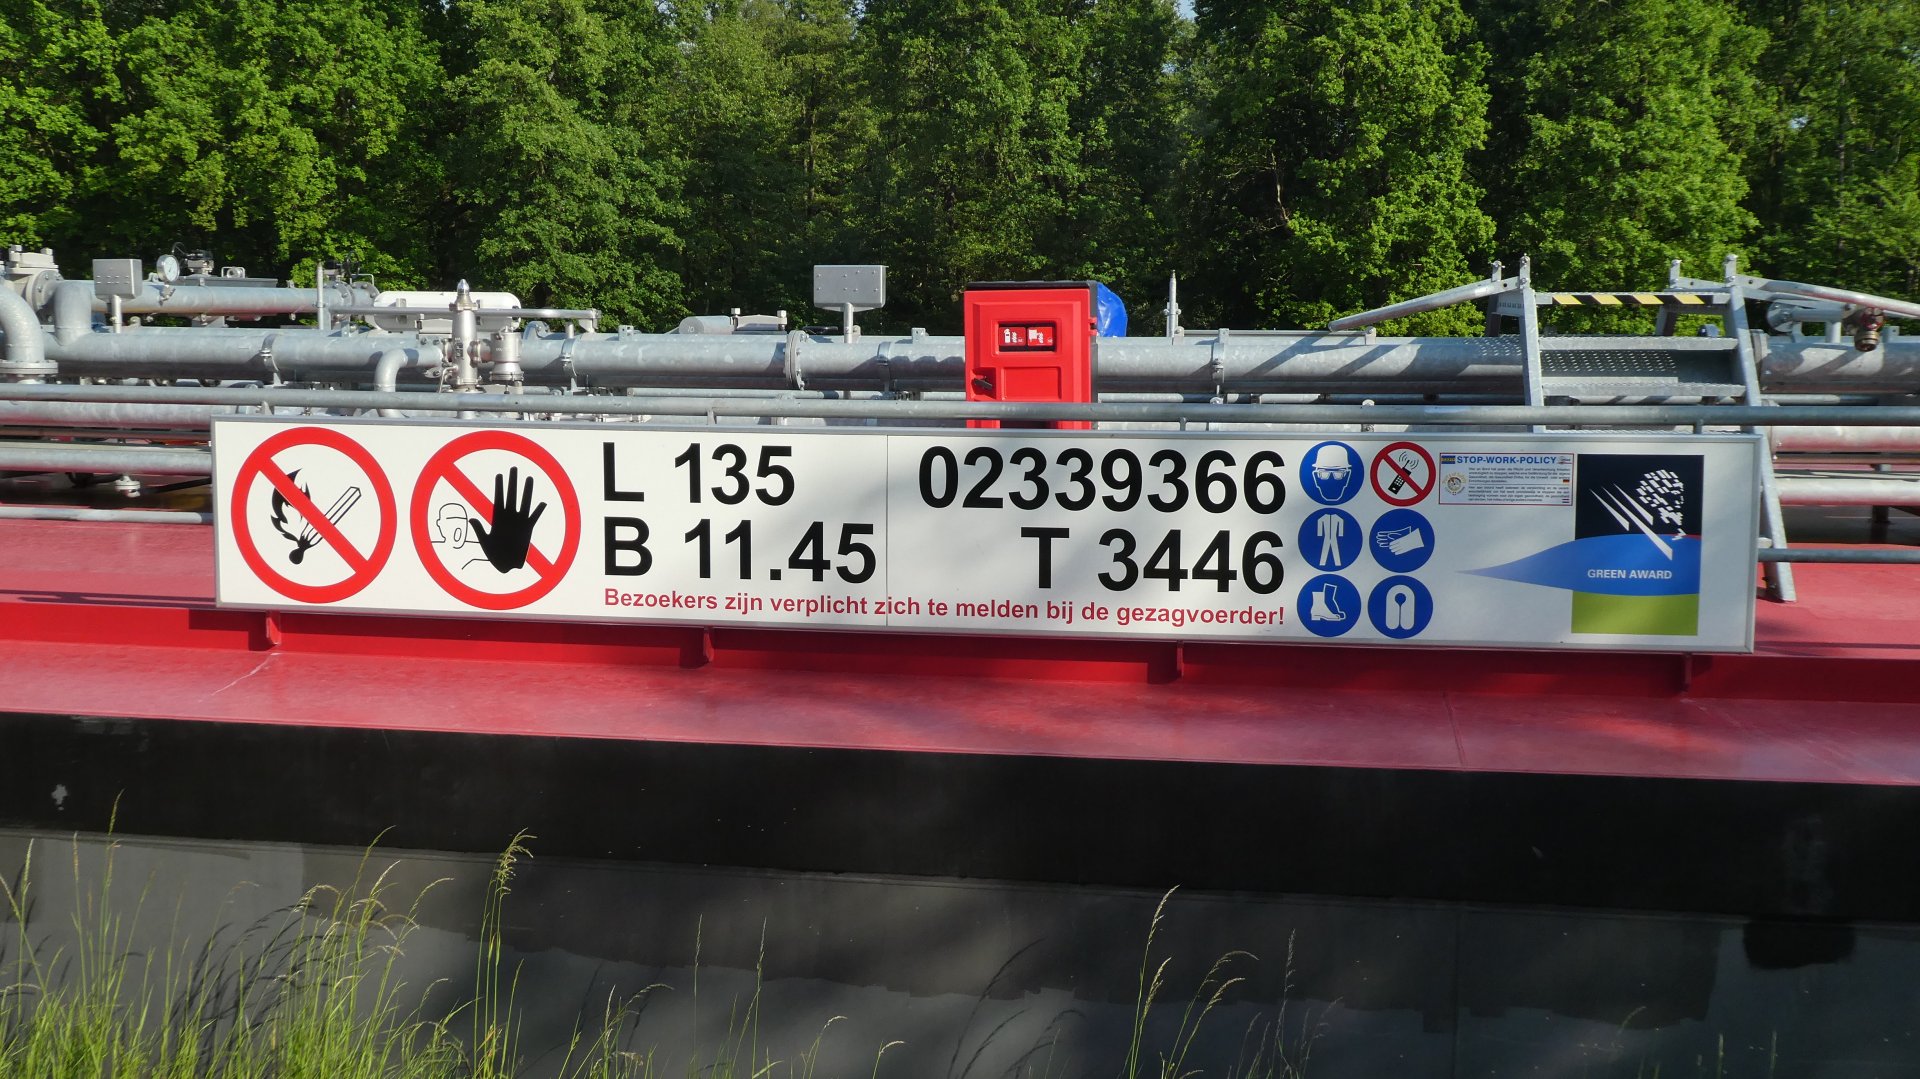 L 135
B 11.45
02339366
T 3446
Bezoekers zijn verplicht zich te melden bij de gezagvoerder!
STOP-WORK-POLICY
GREEN AWARD